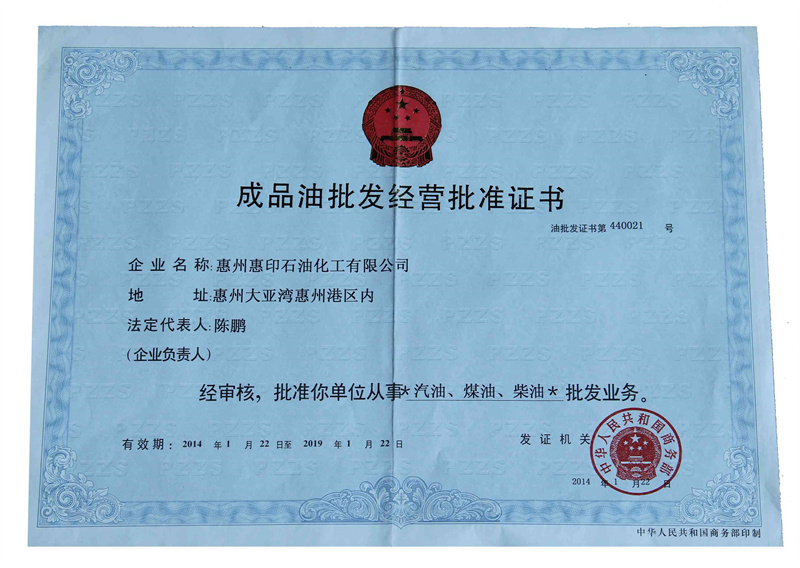 成品油批发经营批准证书
油批发证书第 440021 号
企业名称:惠州惠印石油化工有限公司
地址:惠州大亚湾惠州港区内
法定代表人:陈鹏
(企业负责人)
经审核，批准你单位从事*汽油、煤油、柴油*批发业务。
有效期：2014 年 1 月 22 日至 2019 年 1 月 22 日
发证机关
中华人民共和国商务部
2014 年 1 月 22 日
中华人民共和国商务部印制